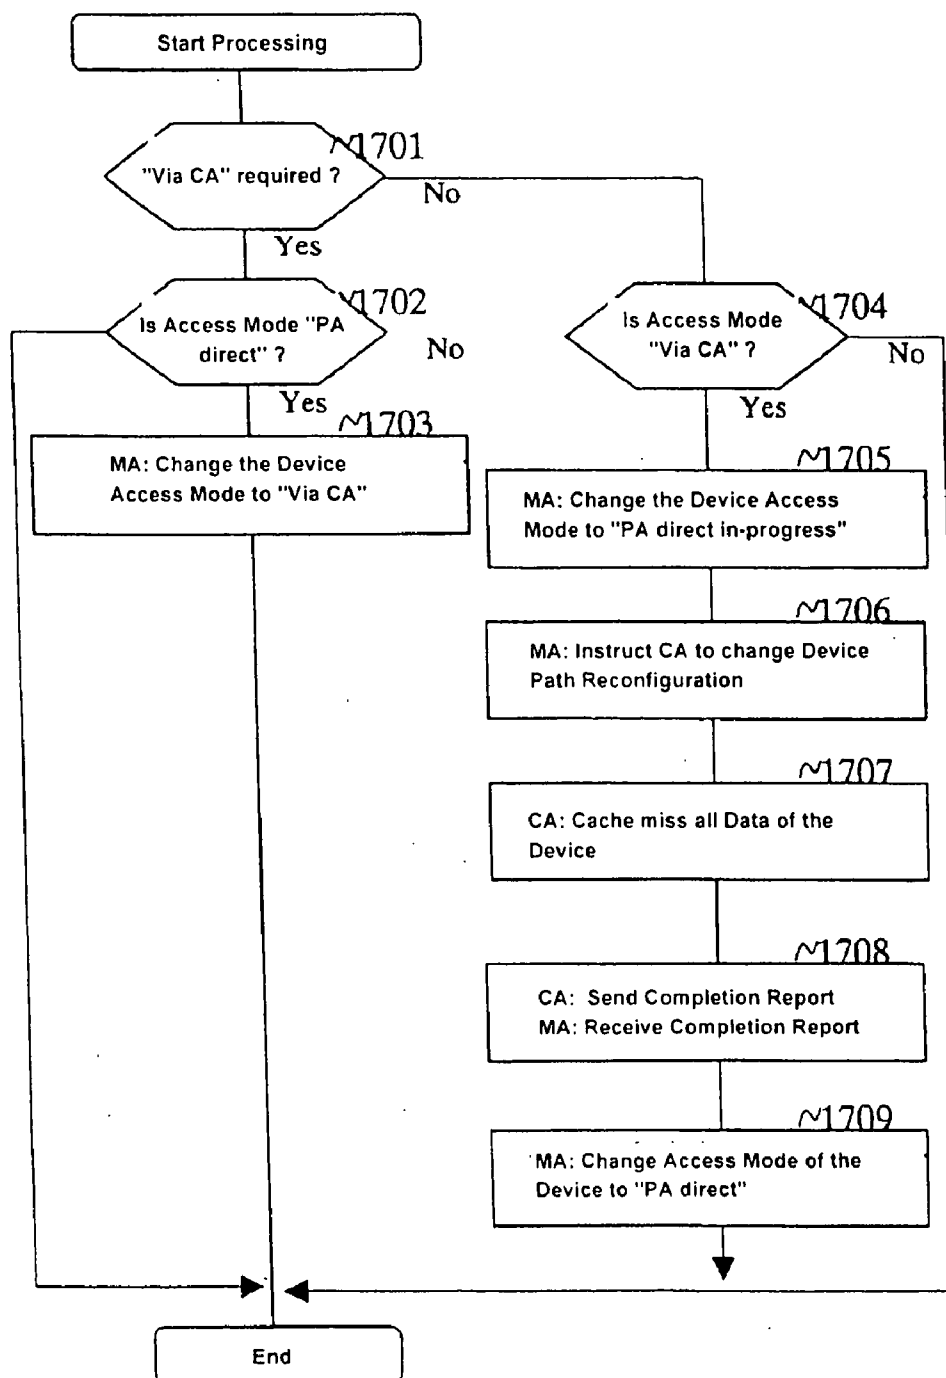 Start Processing
~1701
"Via CA" required ?
No
Yes
~1702
Is Access Mode "PA
direct" ?
No
Yes
~1704
Is Access Mode
"Via CA" ?
No
Yes
~1703
MA: Change the Device
Access Mode to "Via CA"
~1705
MA: Change the Device Access
Mode to "PA direct in-progress"
~1706
MA: Instruct CA to change Device
Path Reconfiguration
~1707
CA: Cache miss all Data of the
Device
~1708
CA: Send Completion Report
MA: Receive Completion Report
~1709
MA: Change Access Mode of the
Device to "PA direct"
End